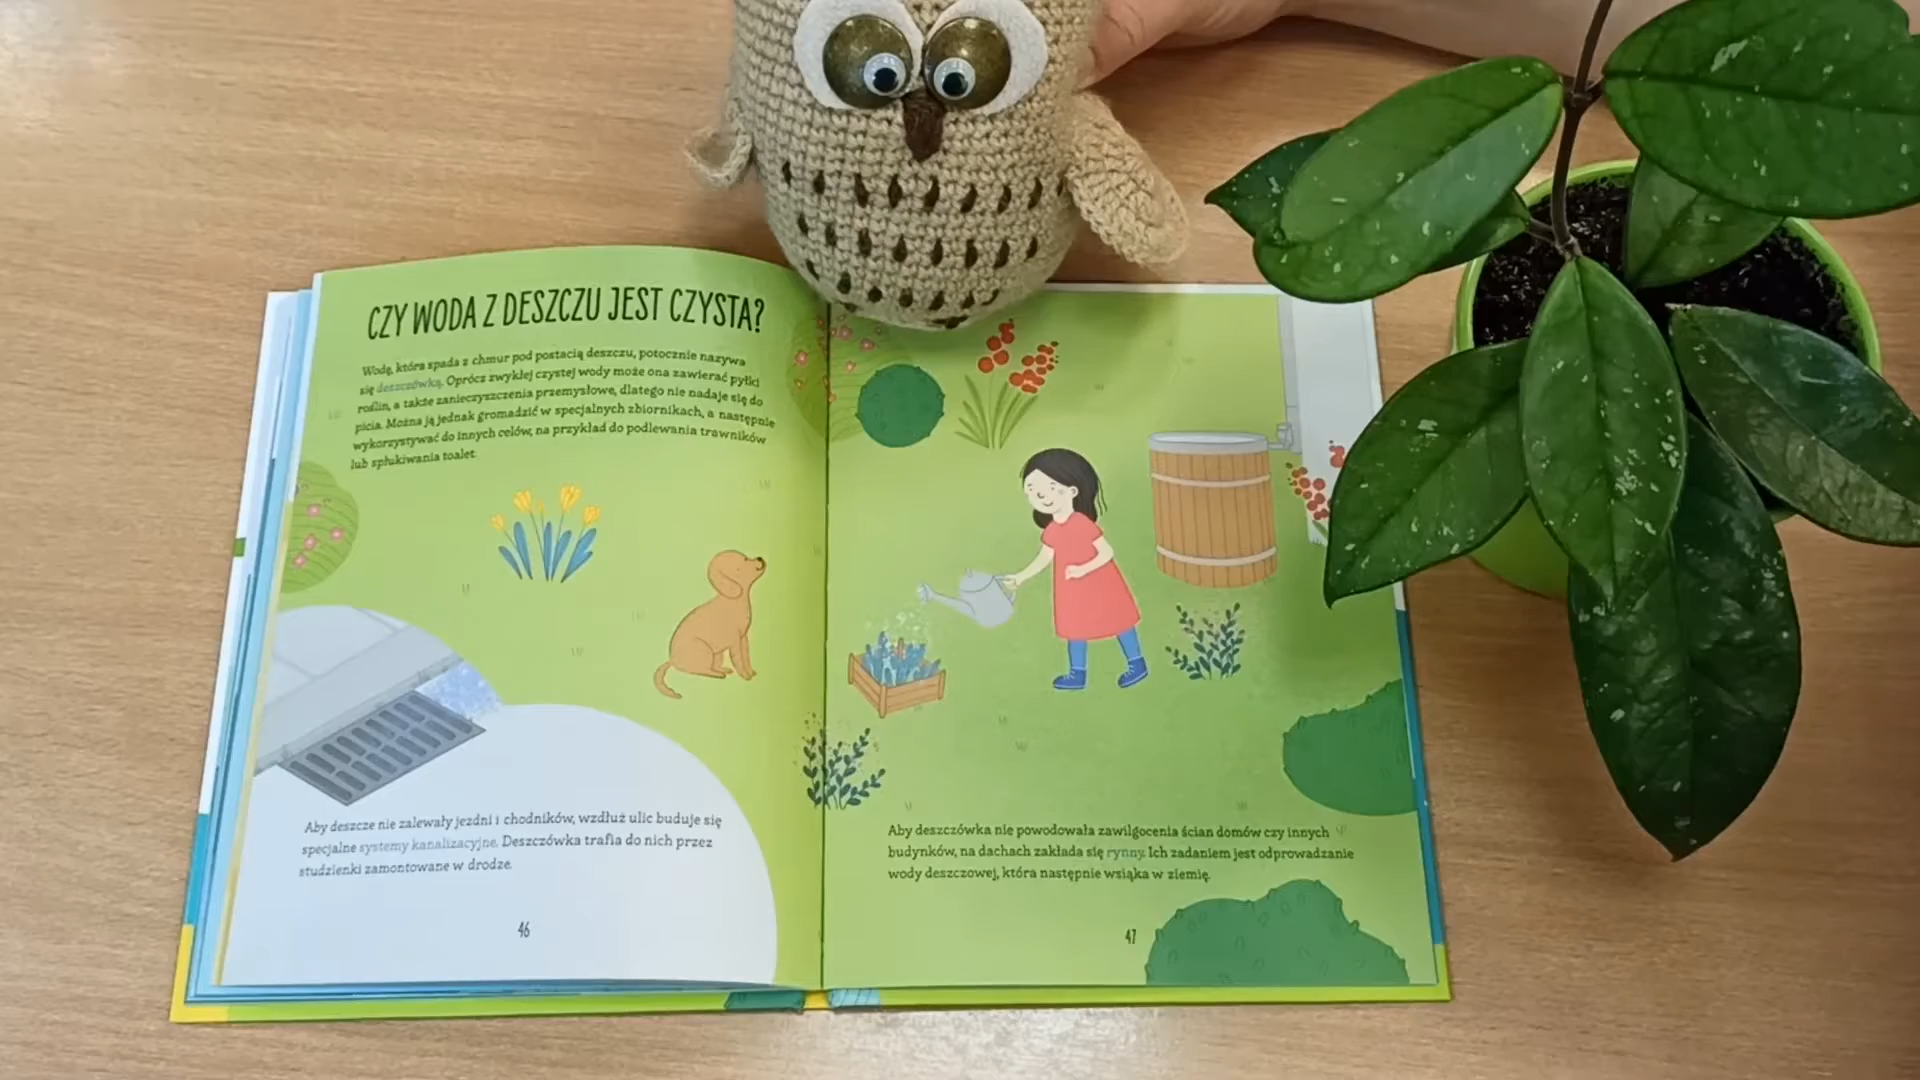 CZY WODA Z DESZCZU JEST CZYSTA?
Wodę, która spada z chmur pod postacią deszczu, potocznie nazywa
się deszczówką. Oprócz zwykłej czystej wody może ona zawierać pyłki
roślin, a także zanieczyszczenia przemysłowe, dlatego nie nadaje się do
picia. Można ją jednak gromadzić w specjalnych zbiornikach, a następnie
wykorzystywać do innych celów, na przykład do podlewania trawników
lub spłukiwania toalet.
Aby deszcze nie zalewały jezdni i chodników, wzdłuż ulic buduje się
specjalne systemy kanalizacyjne. Deszczówka trafia do nich przez
studzienki zamontowane w drodze.
46
Aby deszczówka nie powodowała zawilgocenia ścian domów czy innych
budynków, na dachach zakłada się rynny. Ich zadaniem jest odprowadzanie
wody deszczowej, która następnie wsiąka w ziemię.
47